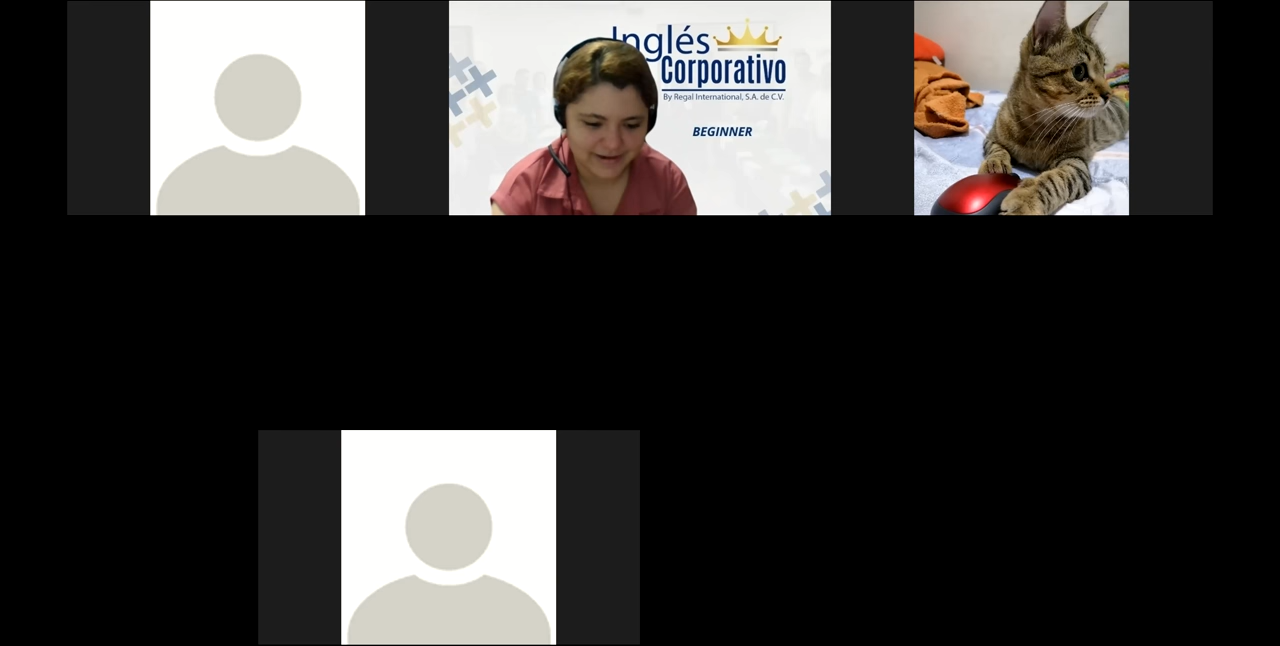 Inglés
Corporativo
By Regal International, S.A. de C.V.
BEGINNER